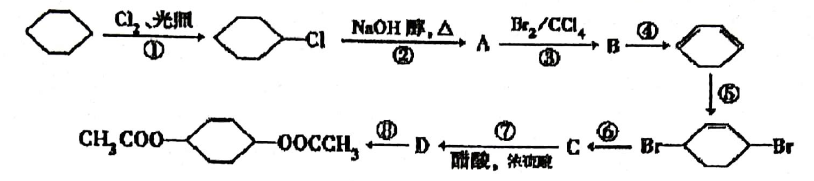 Cl₂、光照 ① —Cl NaOH 醇,△ ② A Br₂/CCl₄ ③ B ④
⑤
CH₃COO— —OOCCH₃ ⑧ D ⑦ 醋酸，浓硫酸 C ⑥ Br— —Br